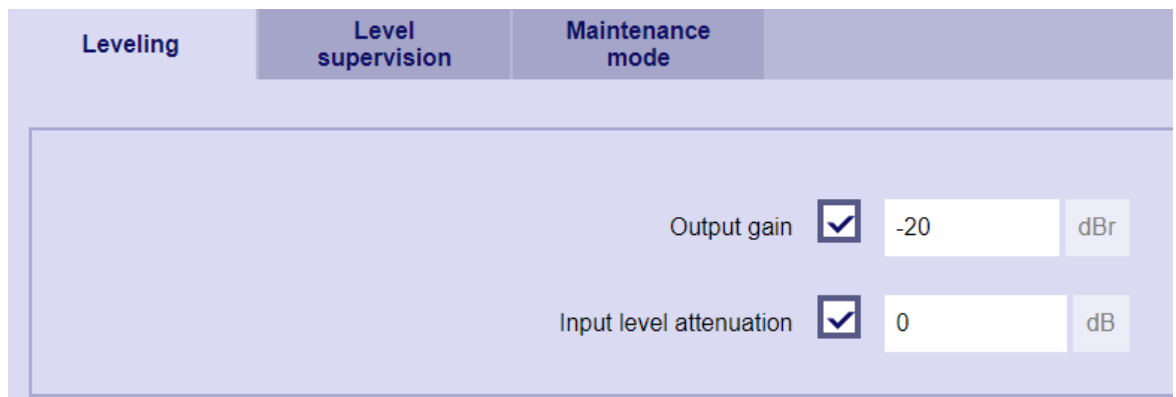 Leveling
Level
supervision
Maintenance
mode
Output gain -20 dBr
Input level attenuation 0 dB